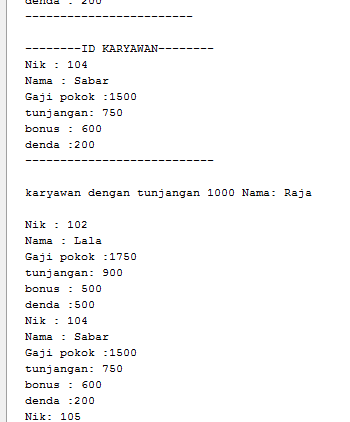 denda : 200
------------------------
--------ID KARYAWAN--------
Nik : 104
Nama : Sabar
Gaji pokok :1500
tunjangan: 750
bonus : 600
denda :200
---------------------------
karyawan dengan tunjangan 1000 Nama: Raja
Nik : 102
Nama : Lala
Gaji pokok :1750
tunjangan: 900
bonus : 500
denda :500
Nik : 104
Nama : Sabar
Gaji pokok :1500
tunjangan: 750
bonus : 600
denda :200
Nik: 105